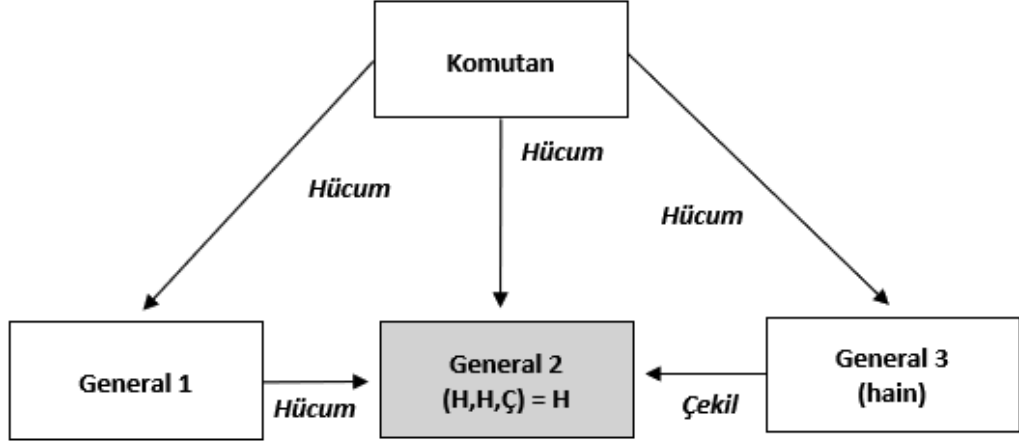 Komutan
Hücum
Hücum
Hücum
General 1
Hücum
General 2
(H,H,Ç) = H
Çekil
General 3
(hain)